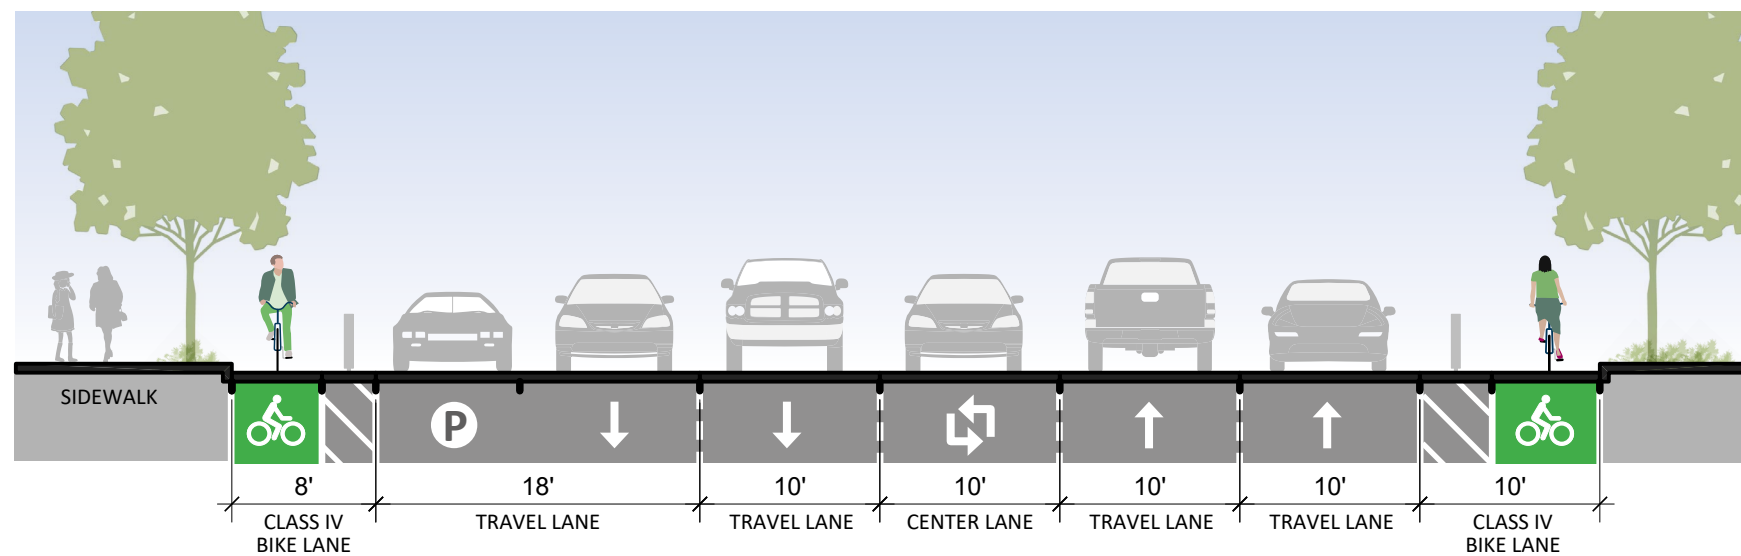 SIDEWALK
P
8'
18'
10'
10'
10'
10'
10'
CLASS IV
BIKE LANE
TRAVEL LANE
TRAVEL LANE
CENTER LANE
TRAVEL LANE
TRAVEL LANE
CLASS IV
BIKE LANE